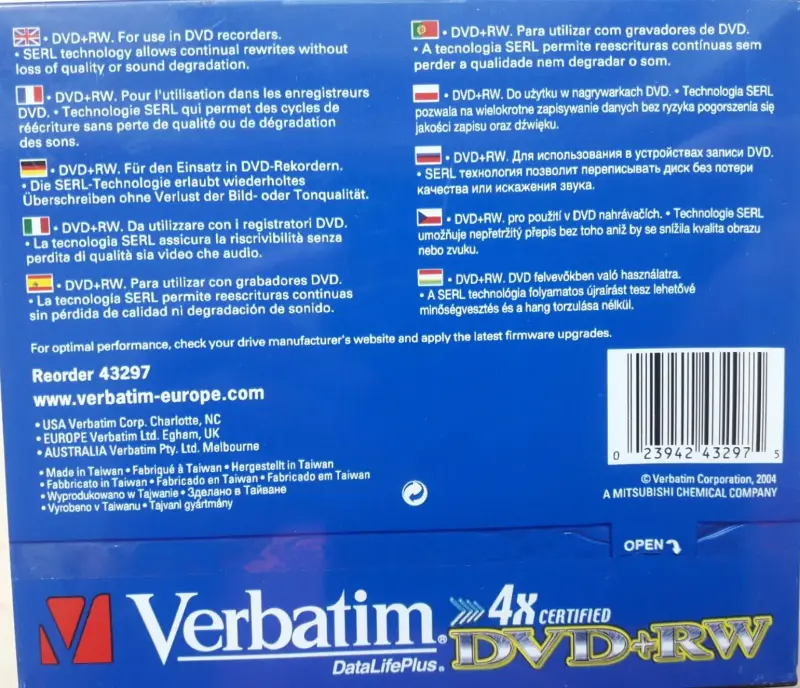 • DVD+RW. For use in DVD recorders.
• SERL technology allows continual rewrites without
loss of quality or sound degradation.
• DVD+RW. Pour l'utilisation dans les enregistreurs
DVD. • Technologie SERL qui permet des cycles de
réécriture sans perte de qualité ou de dégradation
des sons.
• DVD+RW. Für den Einsatz in DVD-Rekordern.
• Die SERL-Technologie erlaubt wiederholtes
Überschreiben ohne Verlust der Bild- oder Tonqualität.
• DVD+RW. Da utilizzare con i registratori DVD.
• La tecnologia SERL assicura la riscrivibilità senza
perdita di qualità sia video che audio.
• DVD+RW. Para utilizar con grabadores DVD.
• La tecnologia SERL permite reescrituras continuas
sin pérdida de calidad ni degradación de sonido.
• DVD+RW. Para utilizar com gravadores de DVD.
• A tecnologia SERL permite reescrituras contínuas sem
perder a qualidade nem degradar o som.
• DVD+RW. Do użytku w nagrywarkach DVD. • Technologia SERL
pozwala na wielokrotne zapisywanie danych bez ryzyka pogorszenia się
jakości zapisu oraz dźwięku.
• DVD+RW. Для использования в устройствах записи DVD.
• SERL технология позволит переписывать диск без потери
качества или искажения звука.
• DVD+RW. pro použití v DVD nahrávačích. • Technologie SERL
umožňuje nepřetržitý přepis bez toho aniž by se snížila kvalita obrazu
nebo zvuku.
• DVD+RW. DVD felvevőkben való használatra.
• A SERL technológia folyamatos újraírást tesz lehetővé
minőségvesztés és a hang torzulása nélkül.
For optimal performance, check your drive manufacturer's website and apply the latest firmware upgrades.
Reorder 43297
www.verbatim-europe.com
• USA Verbatim Corp. Charlotte, NC
• EUROPE Verbatim Ltd. Egham, UK
• AUSTRALIA Verbatim Pty. Ltd. Melbourne
• Made in Taiwan • Fabriqué à Taiwan • Hergestellt in Taiwan
• Fabbricato in Taiwan • Fabricado en Taiwan • Fabricado em Taiwan
• Wyprodukowano w Tajwanie • Зделано в Тайване
• Vyrobeno v Taiwanu • Tajvani gyártmány
0 23942 43297 5
© Verbatim Corporation, 2004
A MITSUBISHI CHEMICAL COMPANY
OPEN
Verbatim®
DataLifePlus®
4x CERTIFIED
DVD+RW